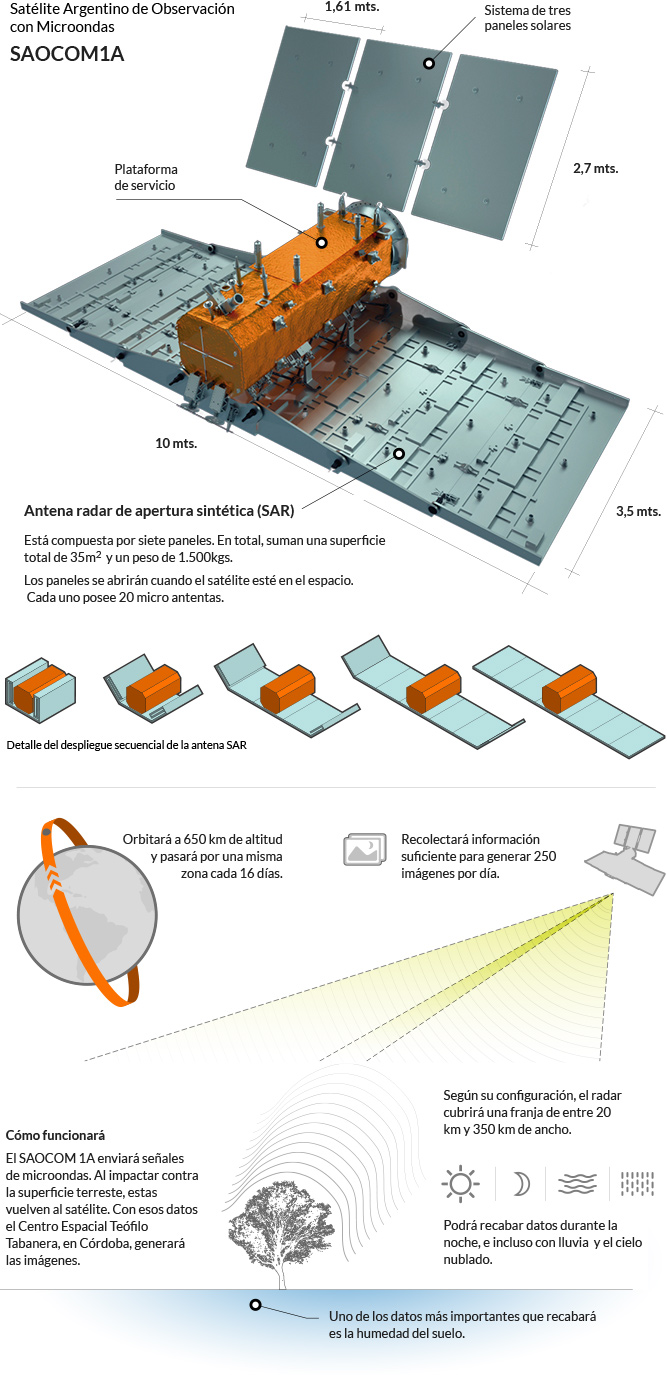 Satélite Argentino de Observación
con Microondas
SAOCOM1A
1,61 mts.
Sistema de tres
paneles solares
2,7 mts.
Plataforma
de servicio
10 mts.
3,5 mts.
Antena radar de apertura sintética (SAR)
Está compuesta por siete paneles. En total, suman una superficie
total de 35m² y un peso de 1.500kgs.
Los paneles se abrirán cuando el satélite esté en el espacio.
Cada uno posee 20 micro antentas.
Detalle del despliegue secuencial de la antena SAR
Orbitará a 650 km de altitud
y pasará por una misma
zona cada 16 días.
Recolectará información
suficiente para generar 250
imágenes por día.
Según su configuración, el radar
cubrirá una franja de entre 20
km y 350 km de ancho.
Cómo funcionará
El SAOCOM 1A enviará señales
de microondas. Al impactar contra
la superficie terreste, estas
vuelven al satélite. Con esos datos
el Centro Espacial Teófilo
Tabanera, en Córdoba, generará
las imágenes.
Podrá recabar datos durante la
noche, e incluso con lluvia y el cielo
nublado.
Uno de los datos más importantes que recabará
es la humedad del suelo.